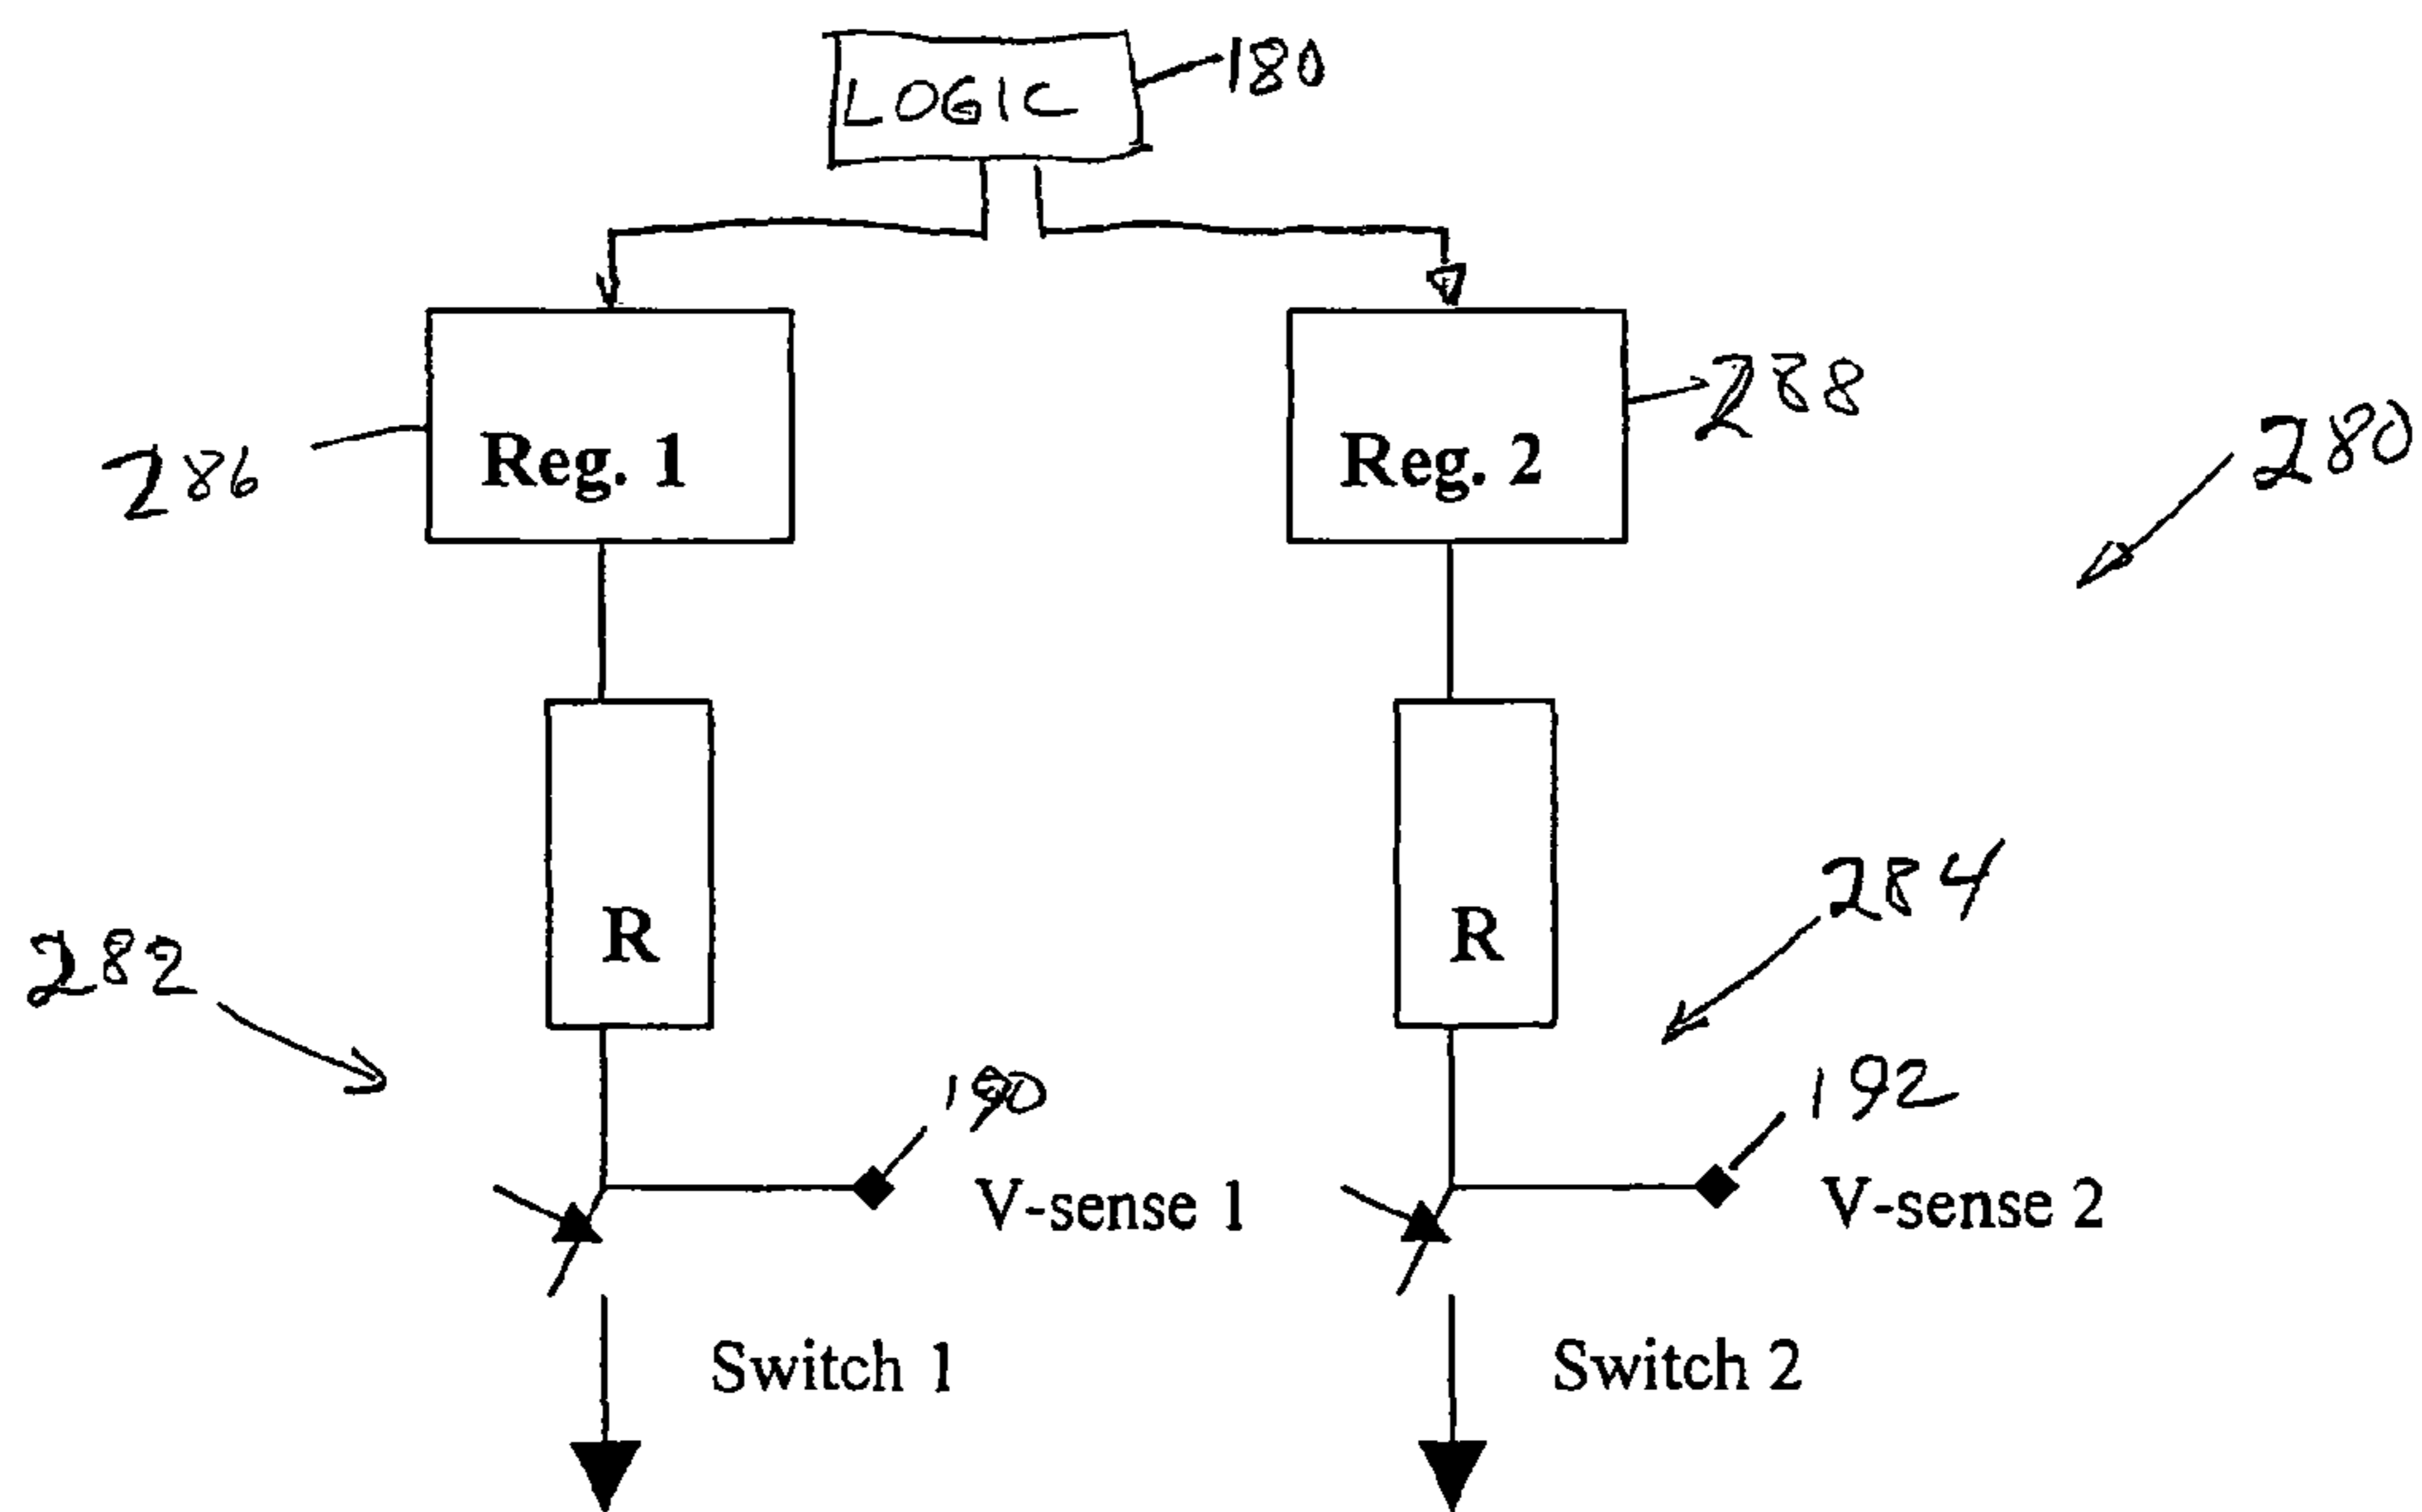 LOGIC
180
Reg. 1
286
Reg. 2
288
280
R
R
282
284
190
192
V-sense 1
V-sense 2
Switch 1
Switch 2